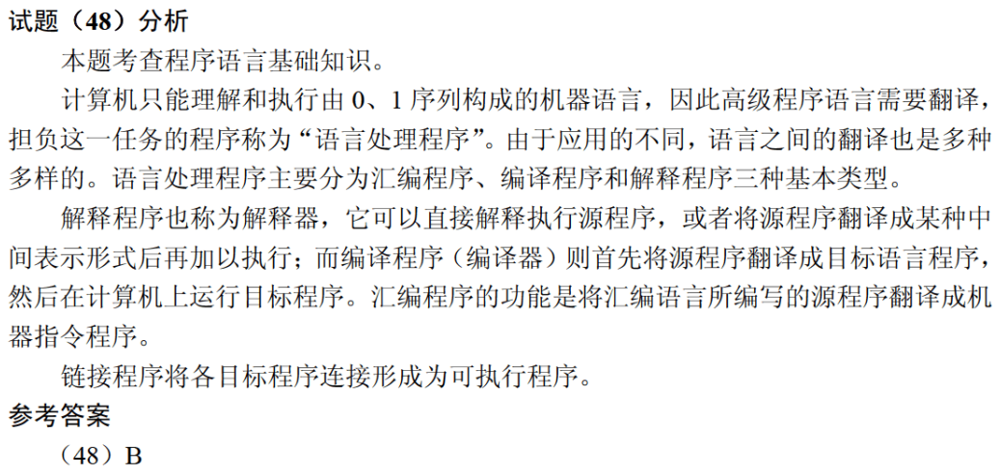 试题（48）分析
本题考查程序语言基础知识。
计算机只能理解和执行由 0、1 序列构成的机器语言，因此高级程序语言需要翻译，
担负这一任务的程序称为“语言处理程序”。由于应用的不同，语言之间的翻译也是多种
多样的。语言处理程序主要分为汇编程序、编译程序和解释程序三种基本类型。
解释程序也称为解释器，它可以直接解释执行源程序，或者将源程序翻译成某种中
间表示形式后再加以执行；而编译程序（编译器）则首先将源程序翻译成目标语言程序，
然后在计算机上运行目标程序。汇编程序的功能是将汇编语言所编写的源程序翻译成机
器指令程序。
链接程序将各目标程序连接形成为可执行程序。
参考答案
（48）B